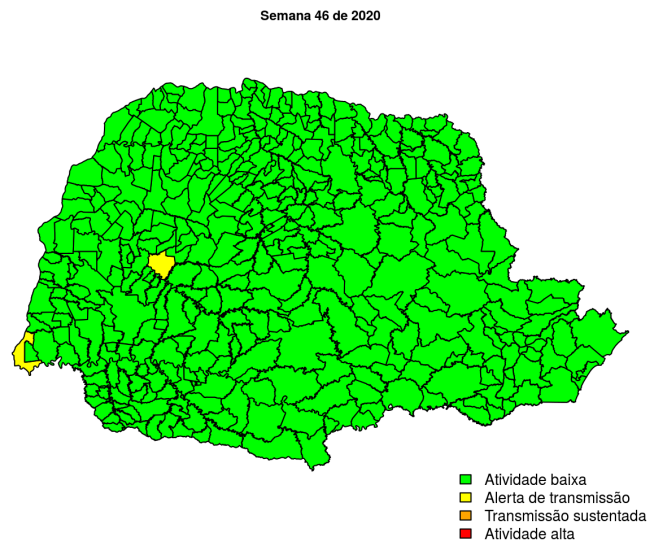 Semana 46 de 2020
Atividade baixa
Alerta de transmissão
Transmissão sustentada
Atividade alta